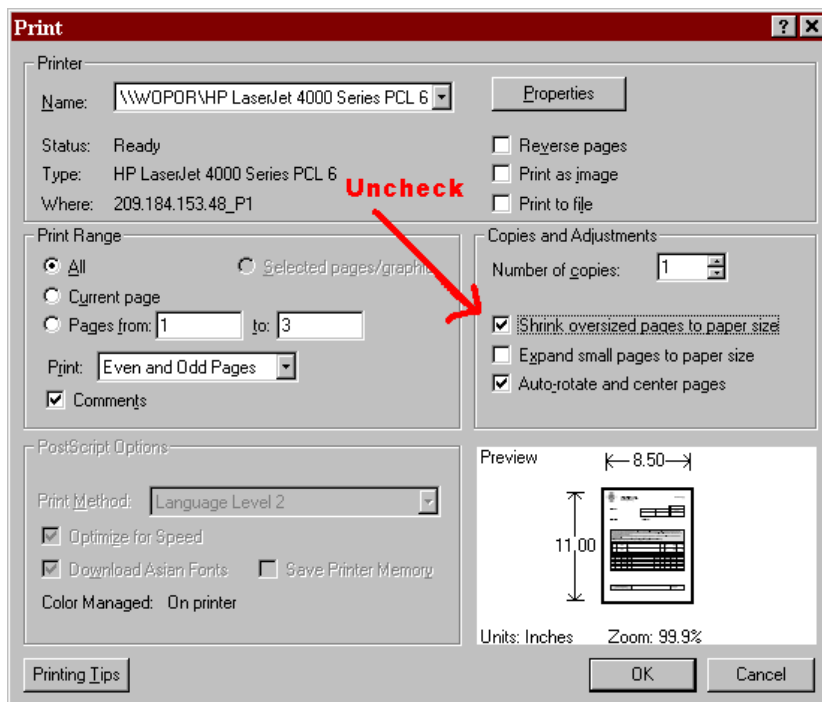 Print
Printer
Name: \\WOPOR\HP LaserJet 4000 Series PCL 6 Properties
Status: Ready Reverse pages
Type: HP LaserJet 4000 Series PCL 6 Print as image
Uncheck
Where: 209.184.153.48_P1 Print to file
Print Range Copies and Adjustments
All Selected pages/graphic Number of copies: 1
Current page
Pages from: 1 to: 3 Shrink oversized pages to paper size
Expand small pages to paper size
Print: Even and Odd Pages Auto-rotate and center pages
Comments
PostScript Options
Preview 8.50
Print Method: Language Level 2
Optimize for Speed 11.00
Download Asian Fonts Save Printer Memory
Color Managed: On printer
Units: Inches Zoom: 99.9%
Printing Tips OK Cancel